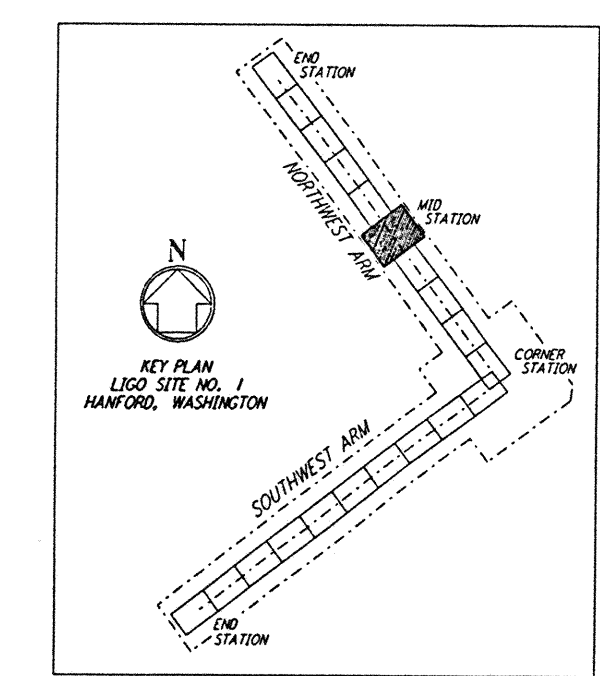 END
STATION
NORTHWEST ARM
MID
STATION
N
KEY PLAN
LIGO SITE NO. 1
HANFORD, WASHINGTON
CORNER
STATION
SOUTHWEST ARM
END
STATION